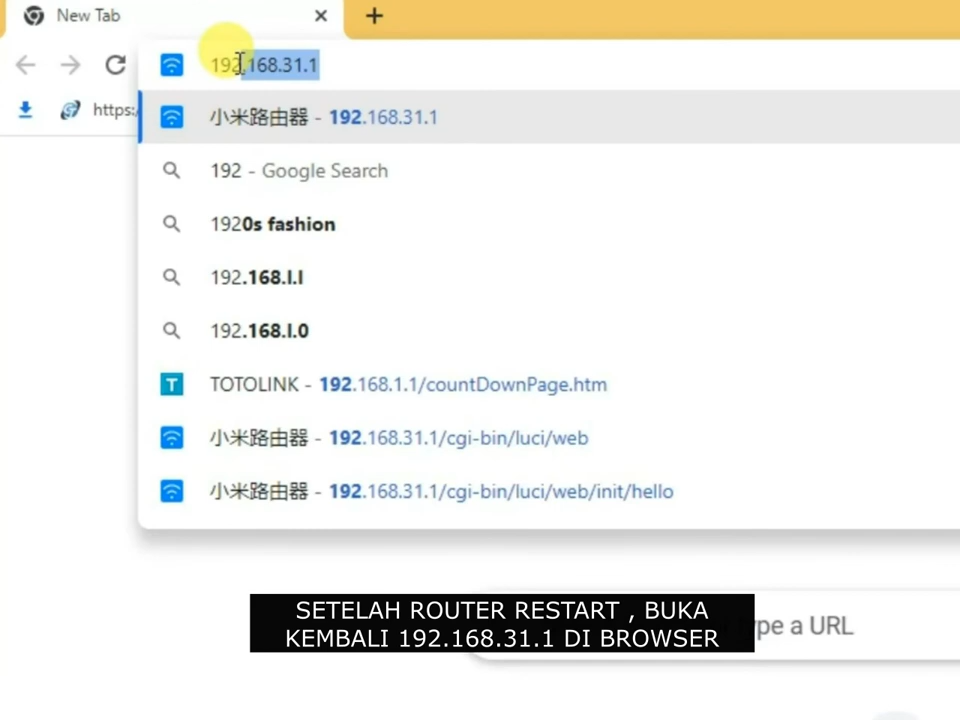 New Tab
192.168.31.1
https:/
小米路由器 - 192.168.31.1
192 - Google Search
1920s fashion
192.168.l.l
192.168.l.0
T TOTOLINK - 192.168.1.1/countDownPage.htm
小米路由器 - 192.168.31.1/cgi-bin/luci/web
小米路由器 - 192.168.31.1/cgi-bin/luci/web/init/hello
SETELAH ROUTER RESTART , BUKA
KEMBALI 192.168.31.1 DI BROWSER
ype a URL